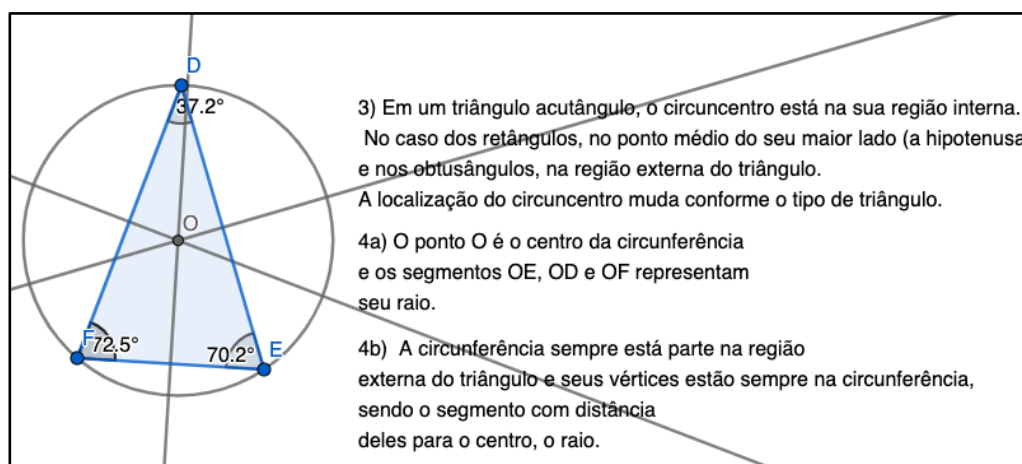 D
37.2°
3) Em um triângulo acutângulo, o circuncentro está na sua região interna.
No caso dos retângulos, no ponto médio do seu maior lado (a hipotenusa
e nos obtusângulos, na região externa do triângulo.
A localização do circuncentro muda conforme o tipo de triângulo.
O
4a) O ponto O é o centro da circunferência
e os segmentos OE, OD e OF representam
seu raio.
F
72.5°
70.2°
E
4b) A circunferência sempre está parte na região
externa do triângulo e seus vértices estão sempre na circunferência,
sendo o segmento com distância
deles para o centro, o raio.